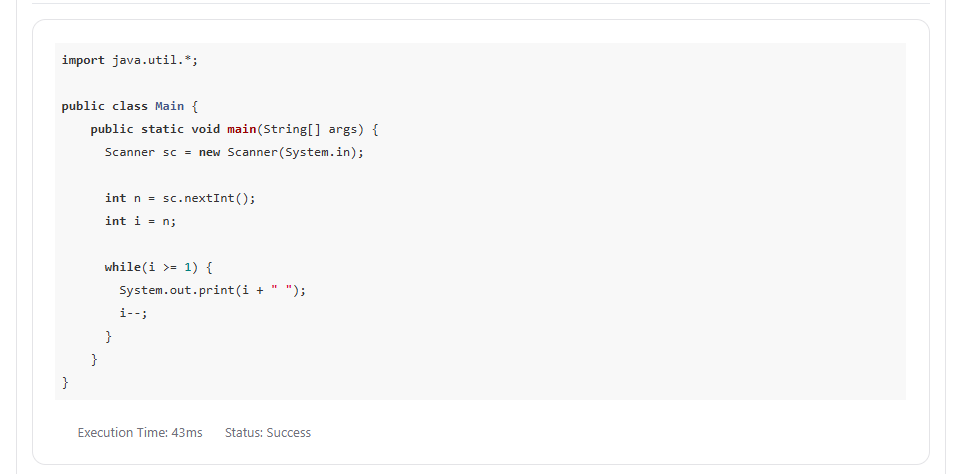 import java.util.*;
public class Main {
public static void main(String[] args) {
Scanner sc = new Scanner(System.in);
int n = sc.nextInt();
int i = n;
while(i >= 1) {
System.out.print(i + " ");
i--;
}
}
}
Execution Time: 43ms Status: Success